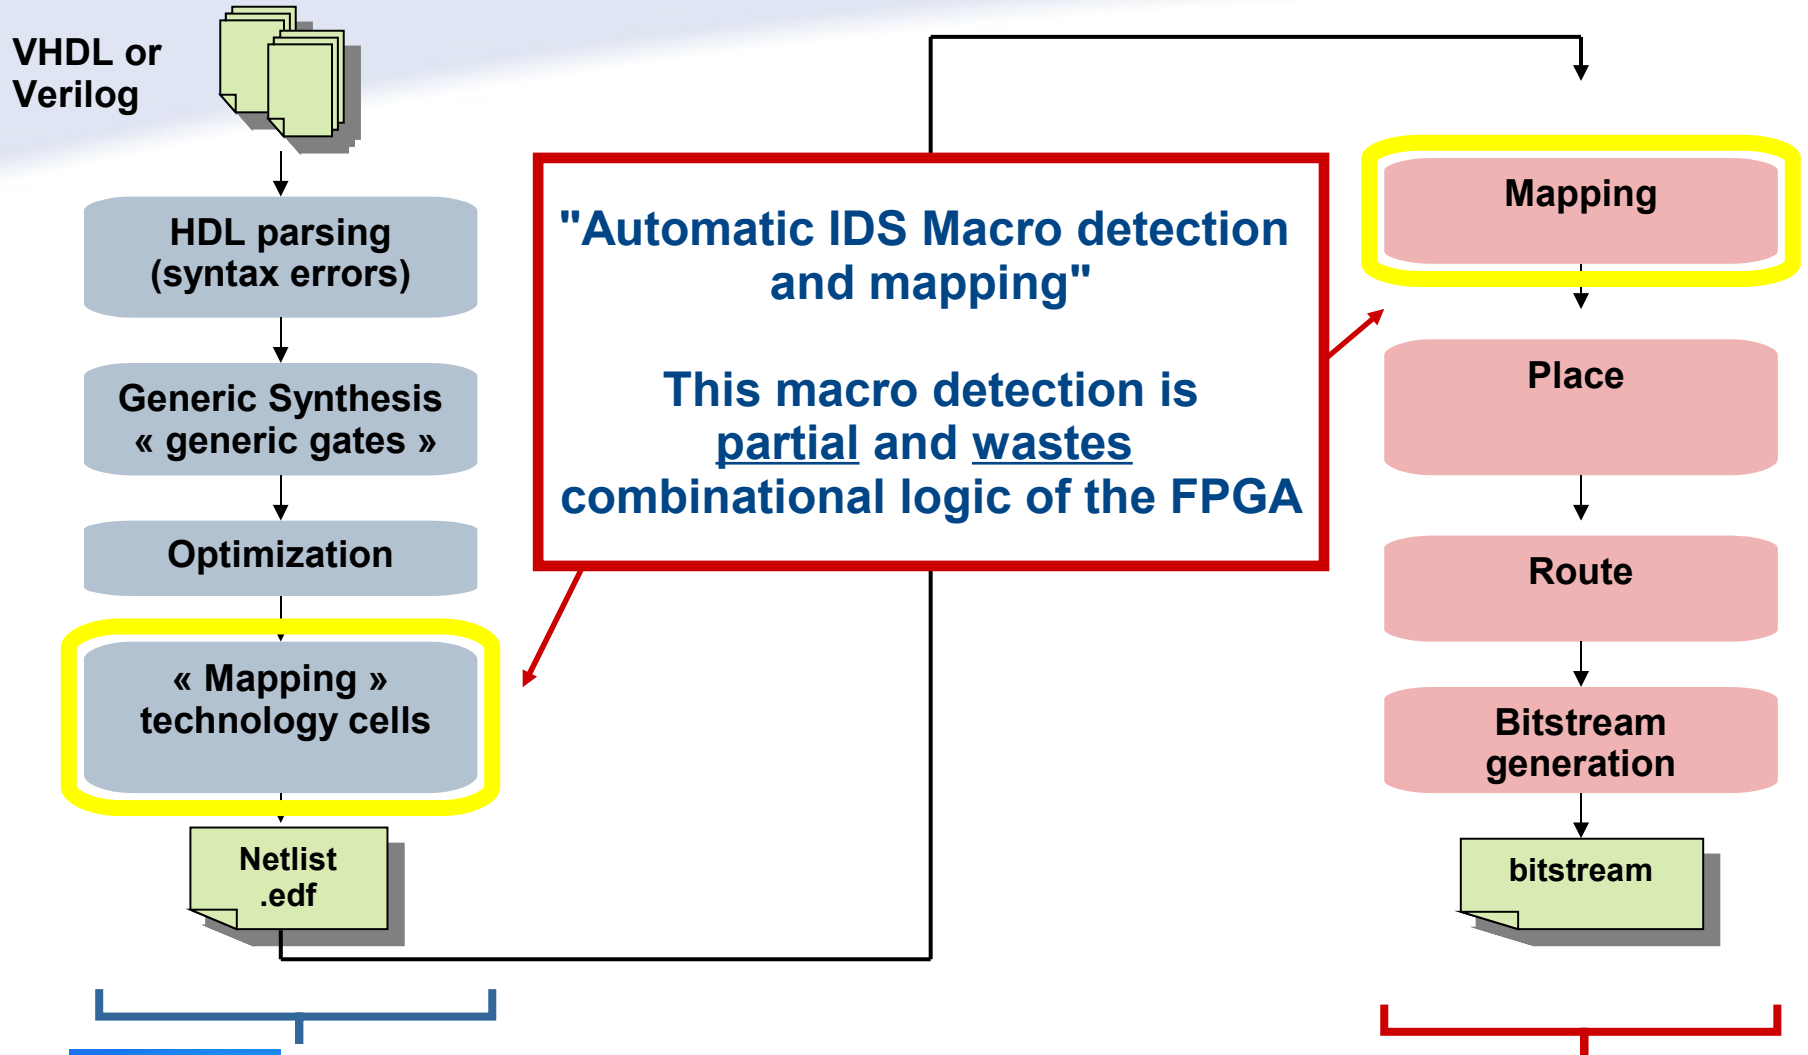 VHDL or
Verilog
HDL parsing
(syntax errors)
Generic Synthesis
« generic gates »
Optimization
« Mapping »
technology cells
Netlist
.edf
"Automatic IDS Macro detection
and mapping"
This macro detection is
partial and wastes
combinational logic of the FPGA
Mapping
Place
Route
Bitstream
generation
bitstream